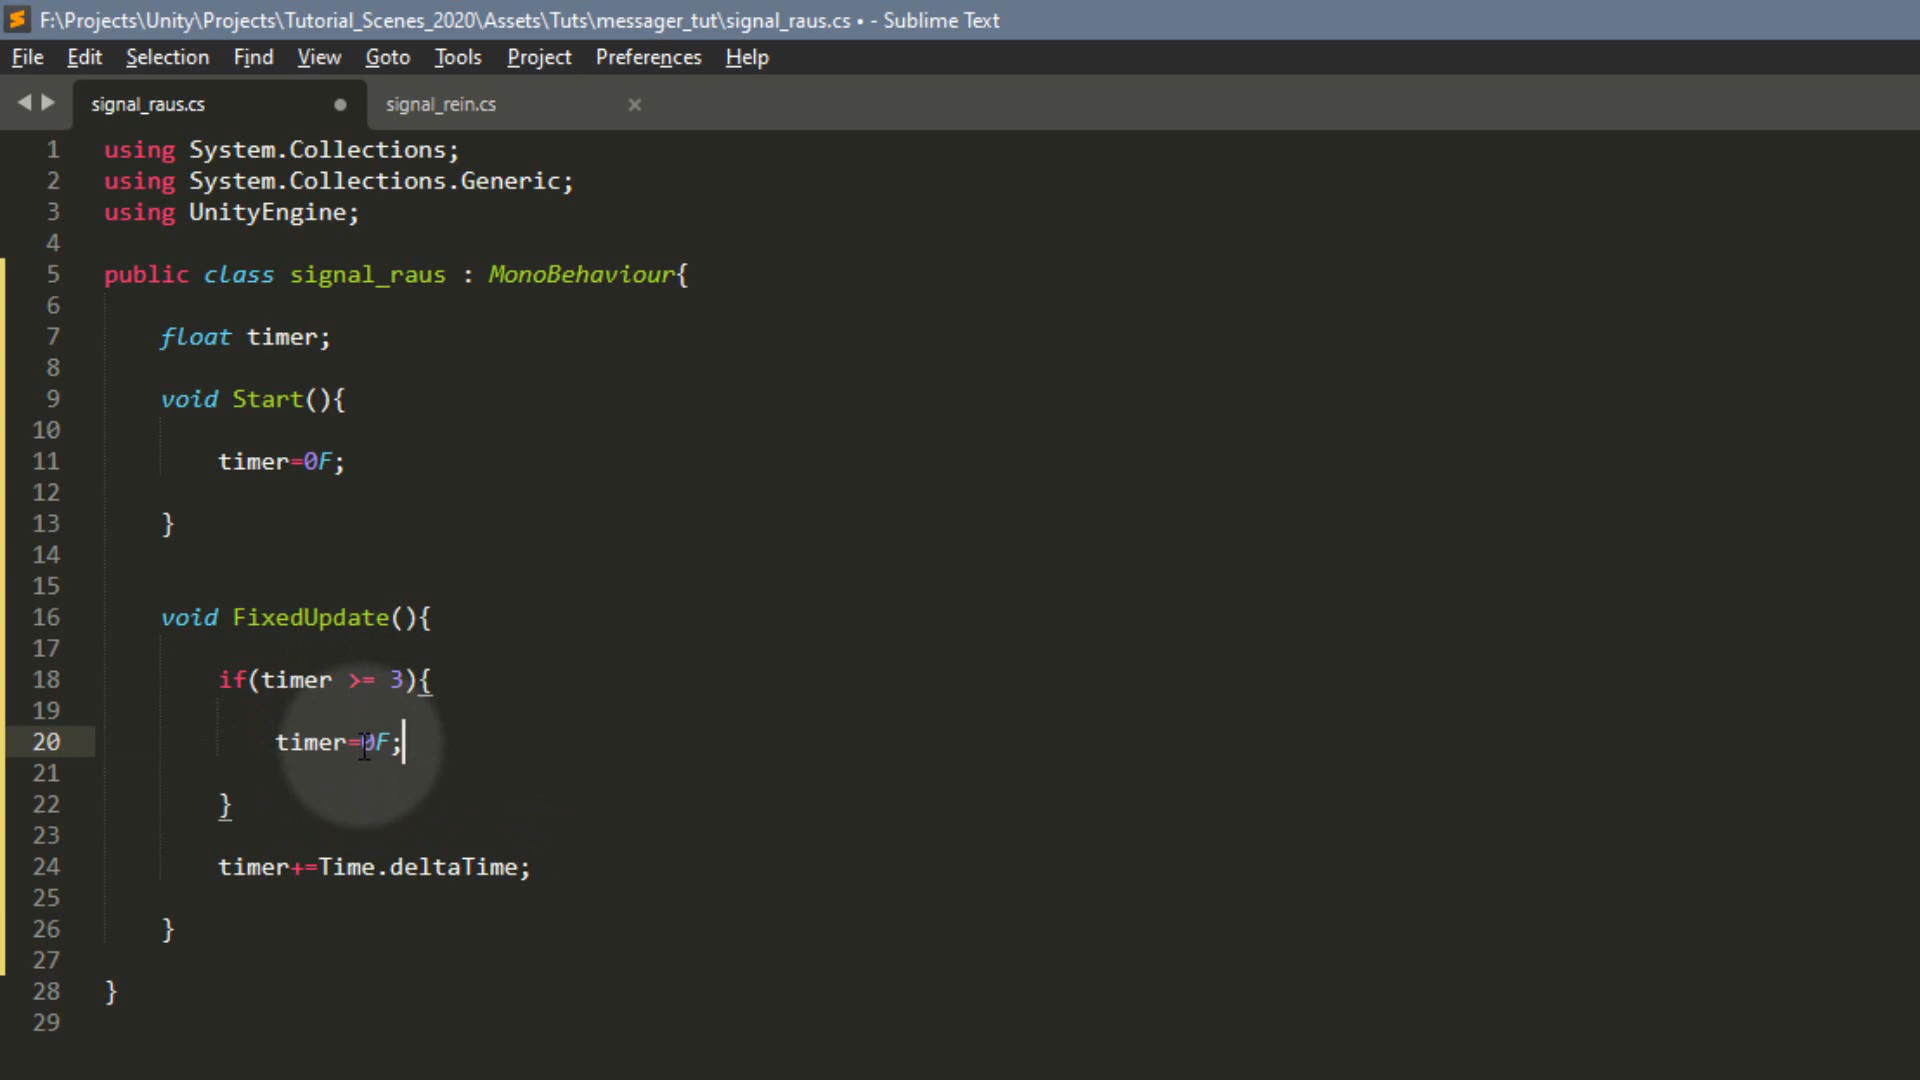 F:\Projects\Unity\Projects\Tutorial_Scenes_2020\Assets\Tuts\messager_tut\signal_raus.cs • - Sublime Text
File Edit Selection Find View Goto Tools Project Preferences Help
signal_raus.cs signal_rein.cs
1 using System.Collections;
2 using System.Collections.Generic;
3 using UnityEngine;
4
5 public class signal_raus : MonoBehaviour{
6
7 float timer;
8
9 void Start(){
10
11 timer=0F;
12
13 }
14
15
16 void FixedUpdate(){
17
18 if(timer >= 3){
19
20 timer=0F;
21
22 }
23
24 timer+=Time.deltaTime;
25
26 }
27
28 }
29